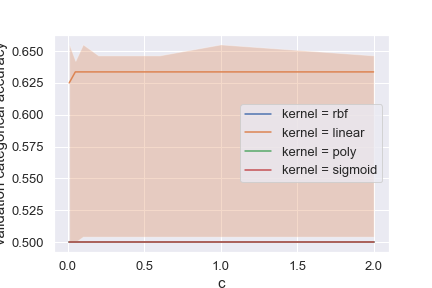 validation categorical accuracy
0.650
0.625
0.600
0.575
0.550
0.525
0.500
kernel = rbf
kernel = linear
kernel = poly
kernel = sigmoid
0.0 0.5 1.0 1.5 2.0
c